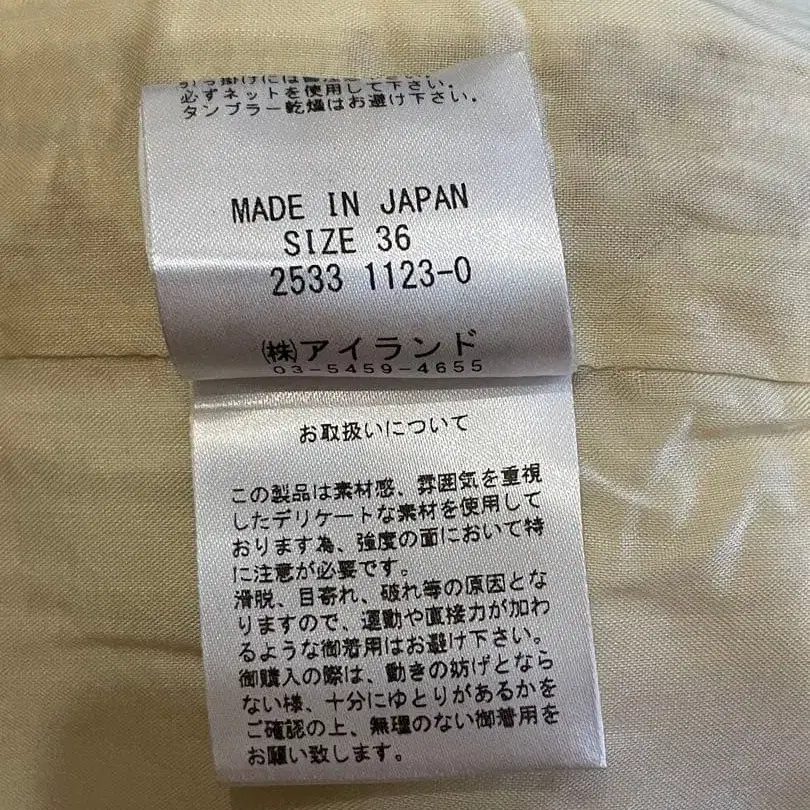 必ずネットを使用して下さい。
タンブラー乾燥はお避け下さい。
MADE IN JAPAN
SIZE 36
2533 1123-0
㈱アイランド
03-5459-4655
お取扱いについて
この製品は素材感、雰囲気を重視
したデリケートな素材を使用して
おります為、強度の面において特
に注意が必要です。
滑脱、目寄れ、破れ等の原因とな
りますので、運動や直接力が加わ
るような御着用はお避け下さい。
御購入の際は、動きの妨げとなら
ない様、十分にゆとりがあるかを
ご確認の上、無理のない御着用を
お願い致します。